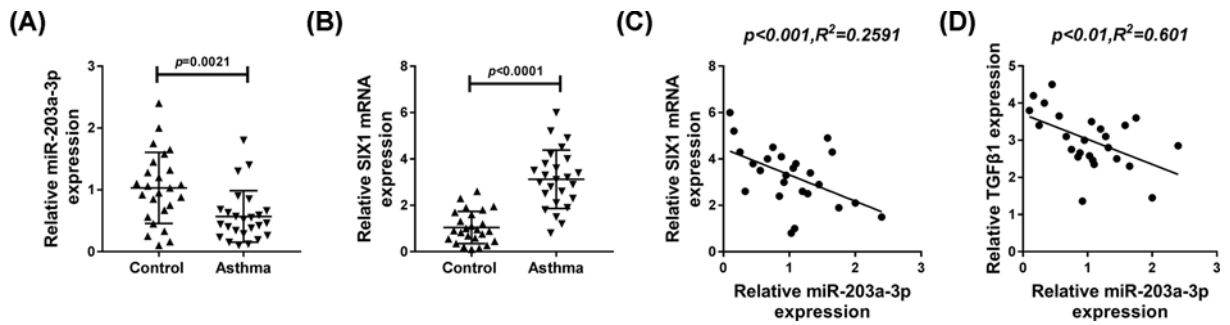 (A)
Relative miR-203a-3p
expression
3
2
1
0
p=0.0021
Control
Asthma
(B)
Relative SIX1 mRNA
expression
8
6
4
2
0
p<0.0001
Control
Asthma
(C)
p<0.001,R²=0.2591
Relative SIX1 mRNA
expression
8
6
4
2
0
0
1
2
3
Relative miR-203a-3p
expression
(D)
p<0.01,R²=0.601
Relative TGFβ1 expression
5
4
3
2
1
0
0
1
2
3
Relative miR-203a-3p
expression